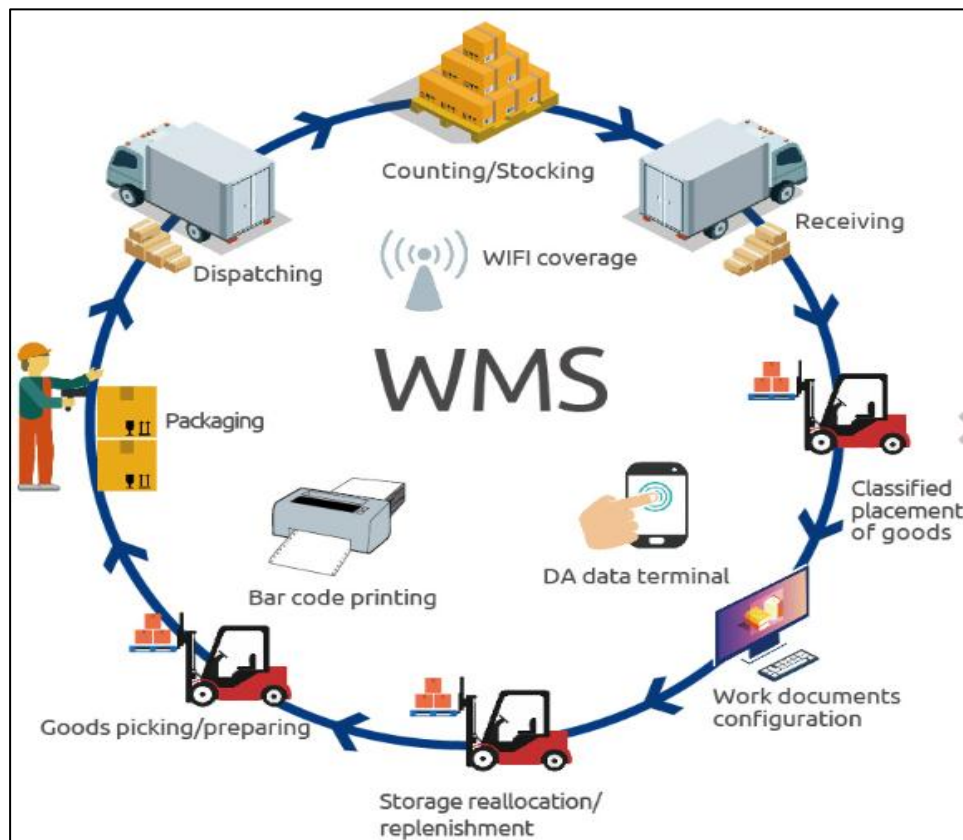 Counting/Stocking
Receiving
WIFI coverage
Dispatching
WMS
Packaging
Classified
placement
of goods
DA data terminal
Bar code printing
Work documents
configuration
Goods picking/preparing
Storage reallocation/
replenishment